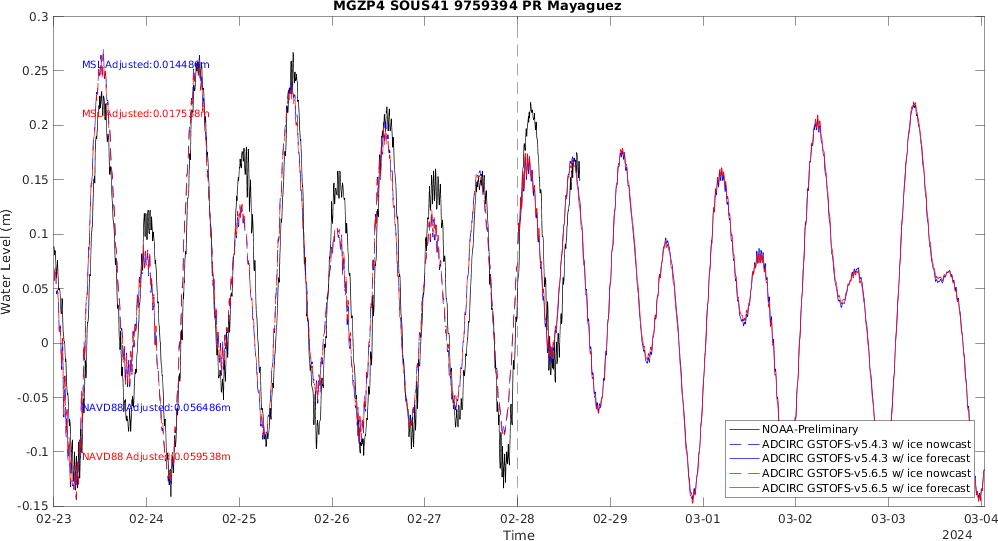 MGZP4 SOUS41 9759394 PR Mayaguez
0.3
0.25
0.2
0.15
0.1
0.05
0
-0.05
-0.1
-0.15
Water Level (m)
MSL Adjusted:0.014486m
MSL Adjusted:0.017538m
NAVD88 Adjusted:0.056486m
NAVD88 Adjusted:0.059538m
NOAA-Preliminary
ADCIRC GSTOFS-v5.4.3 w/ ice nowcast
ADCIRC GSTOFS-v5.4.3 w/ ice forecast
ADCIRC GSTOFS-v5.6.5 w/ ice nowcast
ADCIRC GSTOFS-v5.6.5 w/ ice forecast
02-23 02-24 02-25 02-26 02-27 02-28 02-29 03-01 03-02 03-03 03-04
Time
2024